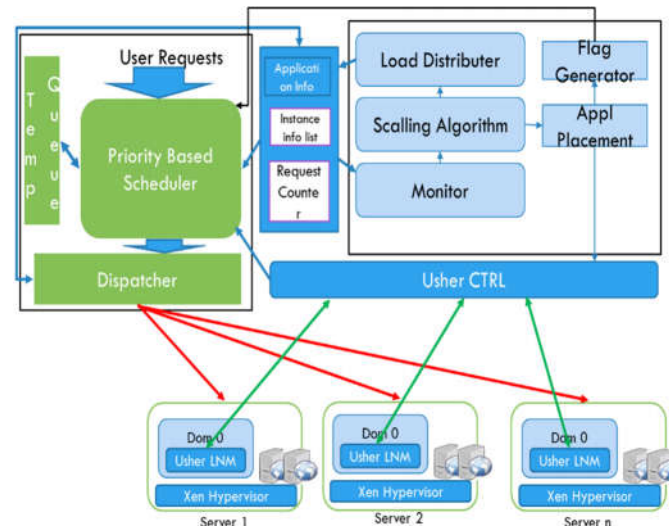 User Requests
Temp
Queue
Priority Based
Scheduler
Dispatcher
Applicati
on Info
Instance
info list
Request
Counte
r
Load Distributer
Scalling Algorithm
Monitor
Flag
Generator
Appl
Placement
Usher CTRL
Dom 0
Usher LNM
Xen Hypervisor
Server 1
Dom 0
Usher LNM
Xen Hypervisor
Server 2
Dom 0
Usher LNM
Xen Hypervisor
Server n